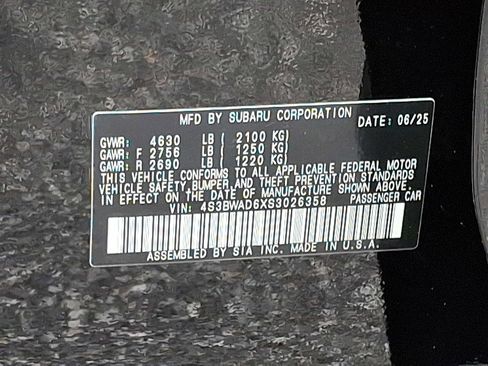 MFD BY SUBARU CORPORATION DATE: 06/25
GVWR: 4630 LB ( 2100 KG)
GAWR: F 2756 LB ( 1250 KG)
GAWR: R 2690 LB ( 1220 KG)
THIS VEHICLE CONFORMS TO ALL APPLICABLE FEDERAL MOTOR
VEHICLE SAFETY, BUMPER AND THEFT PREVENTION STANDARDS
IN EFFECT ON THE DATE OF MANUFACTURE SHOWN ABOVE.
VIN: 4S3BWAD6XS3026358 PASSENGER CAR
ASSEMBLED BY SIA INC. MADE IN U.S.A.